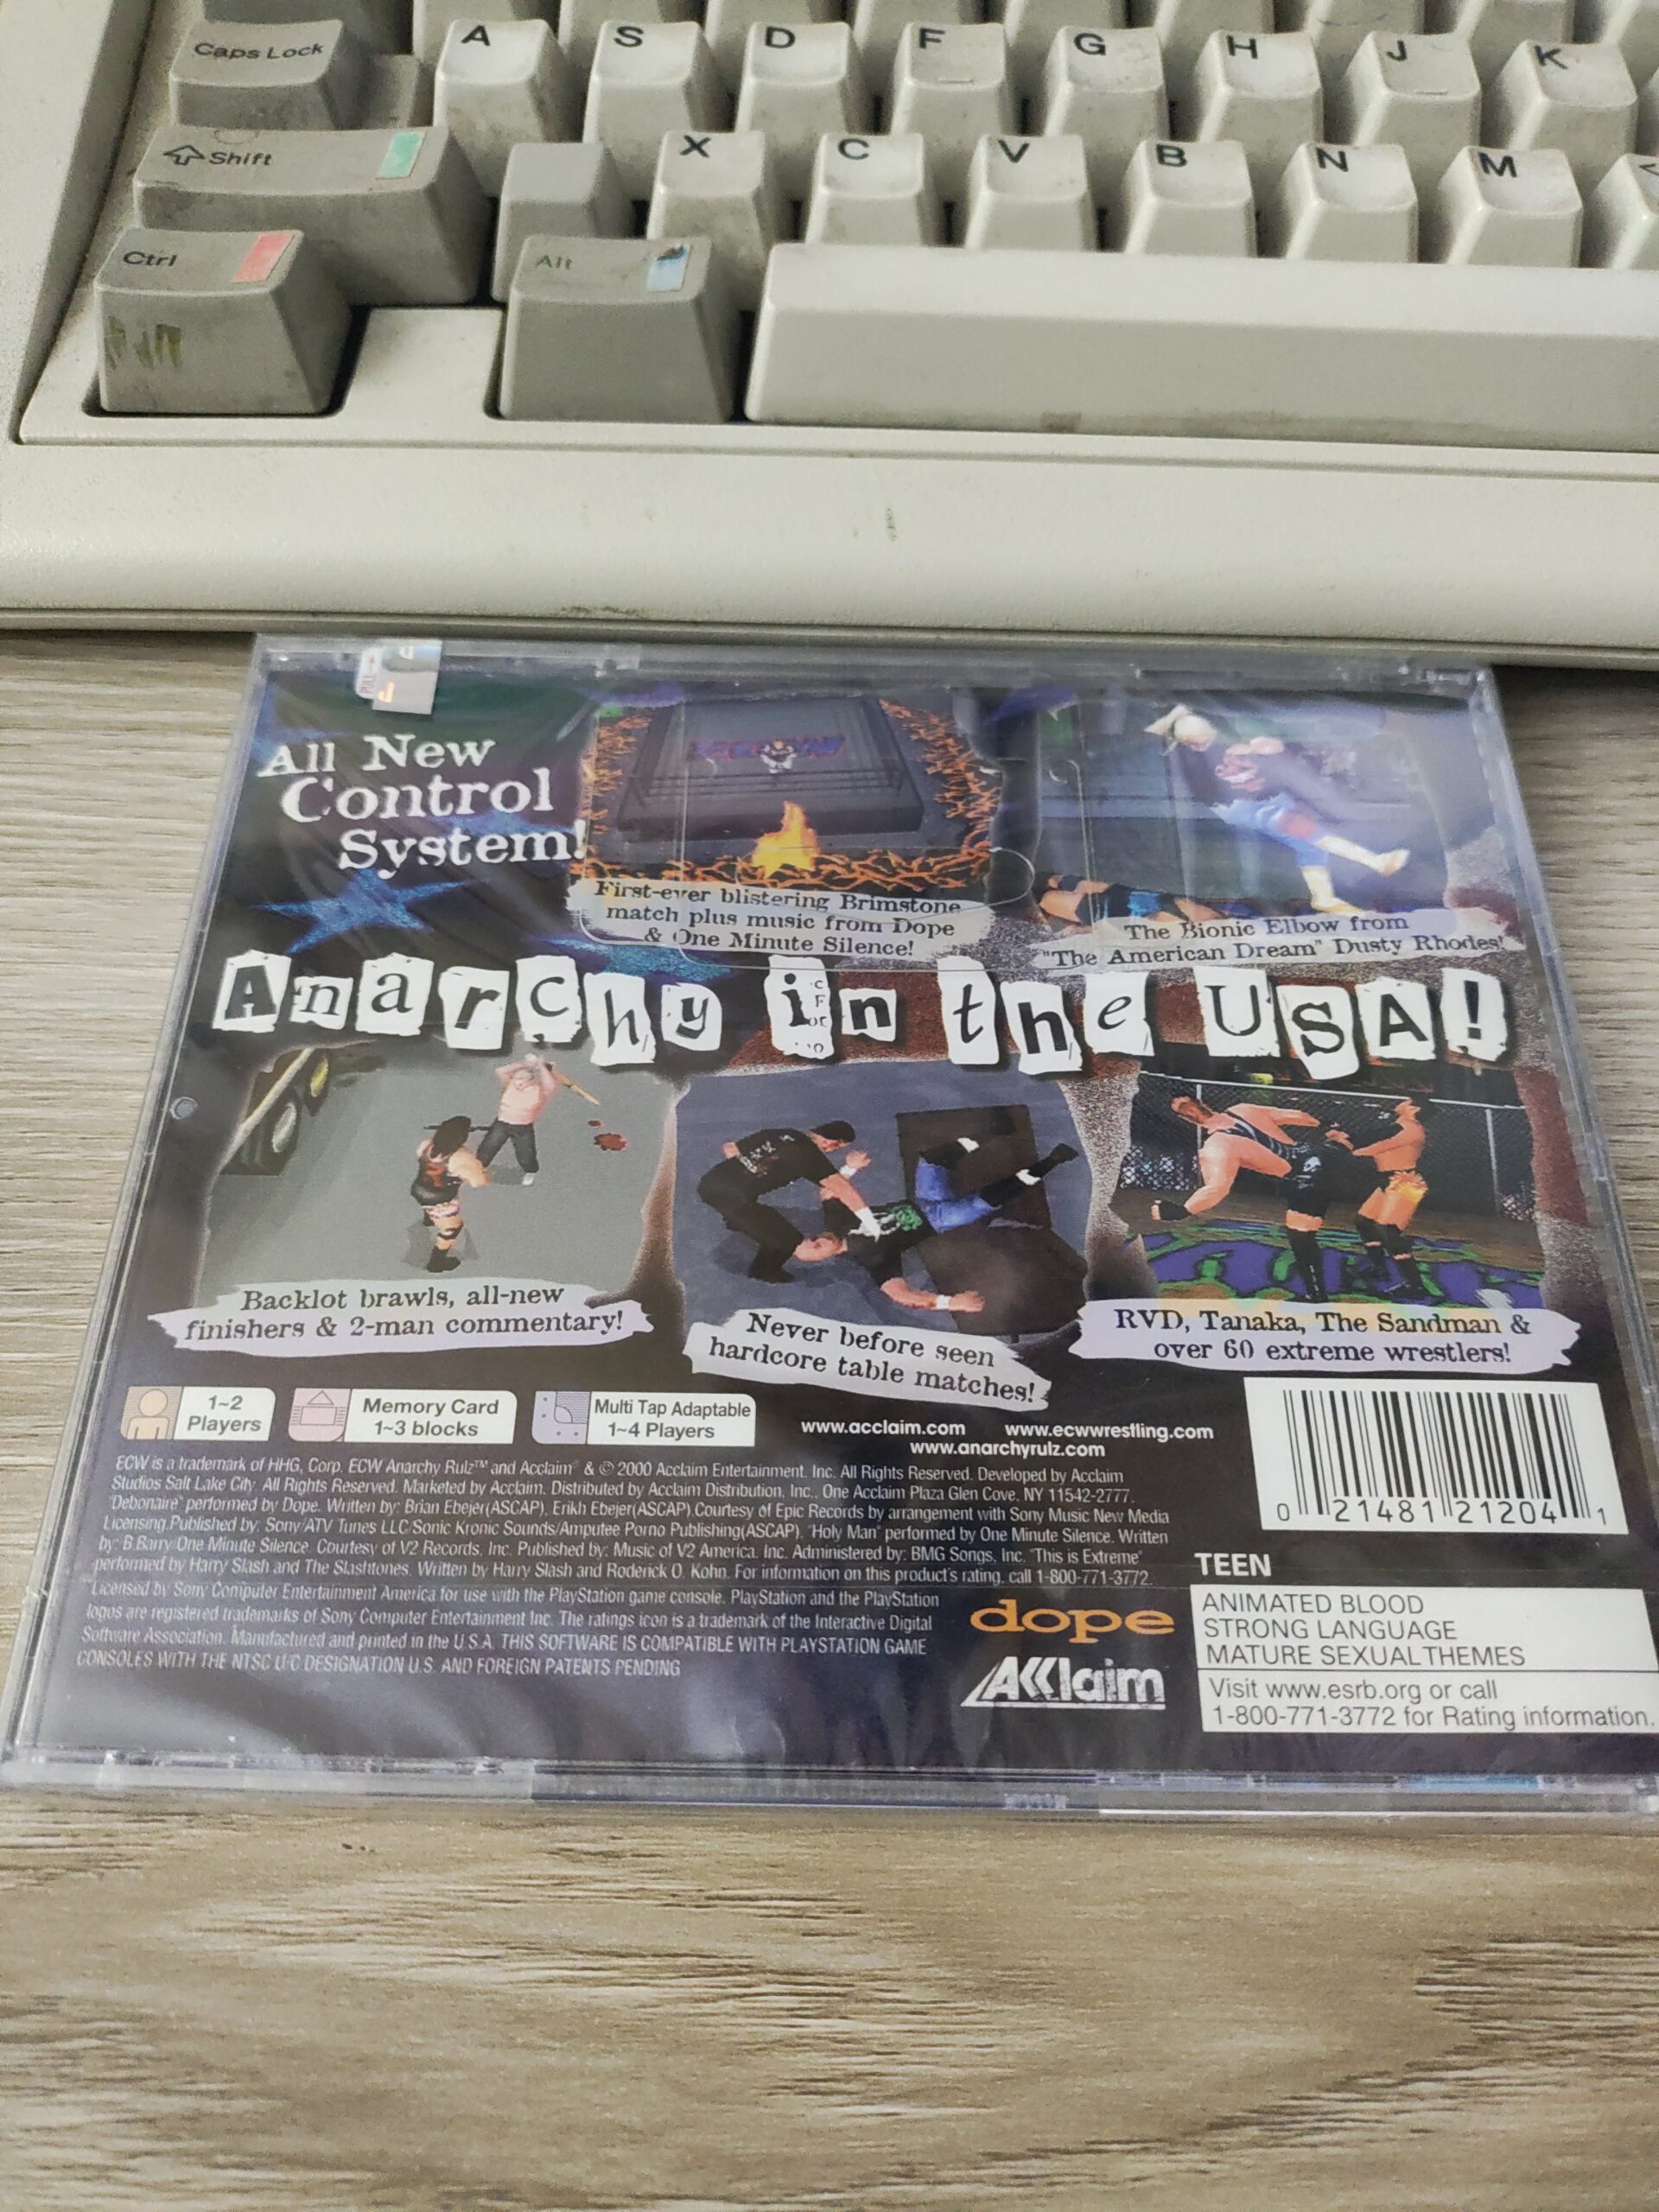 A S D F G H J K
Caps Lock
X C V B N M <
Shift
Ctrl
Alt
PULL
All New
Control
System!
First-ever blistering Brimstone
match plus music from Dope
& One Minute Silence!
The Bionic Elbow from
"The American Dream" Dusty Rhodes!
Anarchy in the USA!
Backlot brawls, all-new
finishers & 2-man commentary!
Never before seen
hardcore table matches!
RVD, Tanaka, The Sandman &
over 60 extreme wrestlers!
1~2
Players
Memory Card
1~3 blocks
Multi Tap Adaptable
1~4 Players
www.acclaim.com www.ecwwrestling.com
www.anarchyrulz.com
ECW is a trademark of HHG, Corp. ECW Anarchy Rulz™ and Acclaim® & © 2000 Acclaim Entertainment. Inc. All Rights Reserved. Developed by Acclaim
Studios Salt Lake City. All Rights Reserved. Marketed by Acclaim. Distributed by Acclaim Distribution, Inc., One Acclaim Plaza Glen Cove, NY 11542-2777.
"Debonaire" performed by Dope. Written by: Brian Ebejer(ASCAP), Erikh Ebejer(ASCAP).Courtesy of Epic Records by arrangement with Sony Music New Media
Licensing.Published by: Sony/ATV Tunes LLC/Sonic Kronic Sounds/Amputee Porno Publishing(ASCAP). "Holy Man" performed by One Minute Silence. Written
by: B.Barry/One Minute Silence. Courtesy of V2 Records, Inc. Published by: Music of V2 America. Inc. Administered by: BMG Songs, Inc. "This is Extreme"
performed by Harry Slash and The Slashtones. Written by Harry Slash and Roderick O. Kohn. For information on this product's rating, call 1-800-771-3772.
Licensed by Sony Computer Entertainment America for use with the PlayStation game console. PlayStation and the PlayStation
logos are registered trademarks of Sony Computer Entertainment Inc. The ratings icon is a trademark of the Interactive Digital
Software Association. Manufactured and printed in the U.S.A. THIS SOFTWARE IS COMPATIBLE WITH PLAYSTATION GAME
CONSOLES WITH THE NTSC U/C DESIGNATION U.S. AND FOREIGN PATENTS PENDING
dope
AKklaim
0 21481 21204 1
TEEN
ANIMATED BLOOD
STRONG LANGUAGE
MATURE SEXUAL THEMES
Visit www.esrb.org or call
1-800-771-3772 for Rating information.